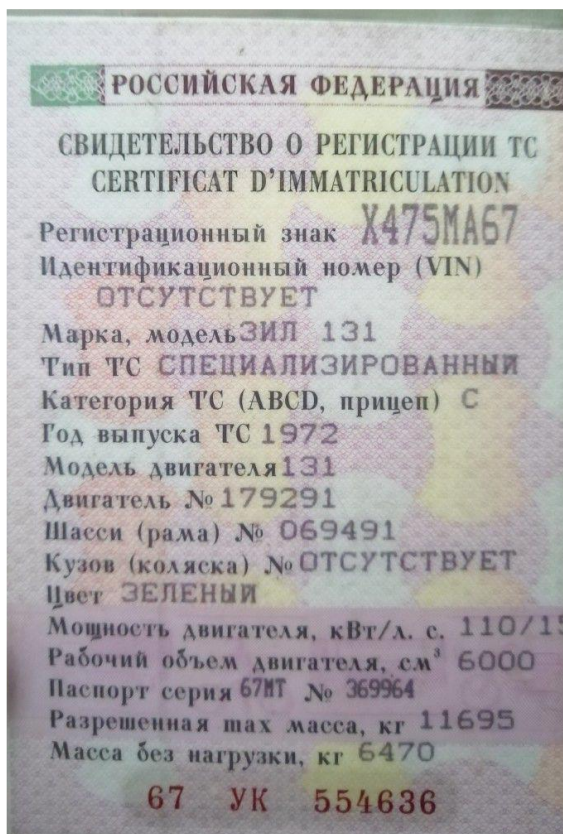 РОССИЙСКАЯ ФЕДЕРАЦИЯ
СВИДЕТЕЛЬСТВО О РЕГИСТРАЦИИ ТС
CERTIFICAT D'IMMATRICULATION
Регистрационный знак Х475МА67
Идентификационный номер (VIN)
ОТСУТСТВУЕТ
Марка, модель ЗИЛ 131
Тип ТС СПЕЦИАЛИЗИРОВАННЫЙ
Категория ТС (ABCD, прицеп) С
Год выпуска ТС 1972
Модель двигателя 131
Двигатель № 179291
Шасси (рама) № 069491
Кузов (коляска) № ОТСУТСТВУЕТ
Цвет ЗЕЛЕНЫЙ
Мощность двигателя, кВт/л. с. 110/15
Рабочий объем двигателя, см³ 6000
Паспорт серия 67МТ № 369964
Разрешенная max масса, кг 11695
Масса без нагрузки, кг 6470
67 УК 554636